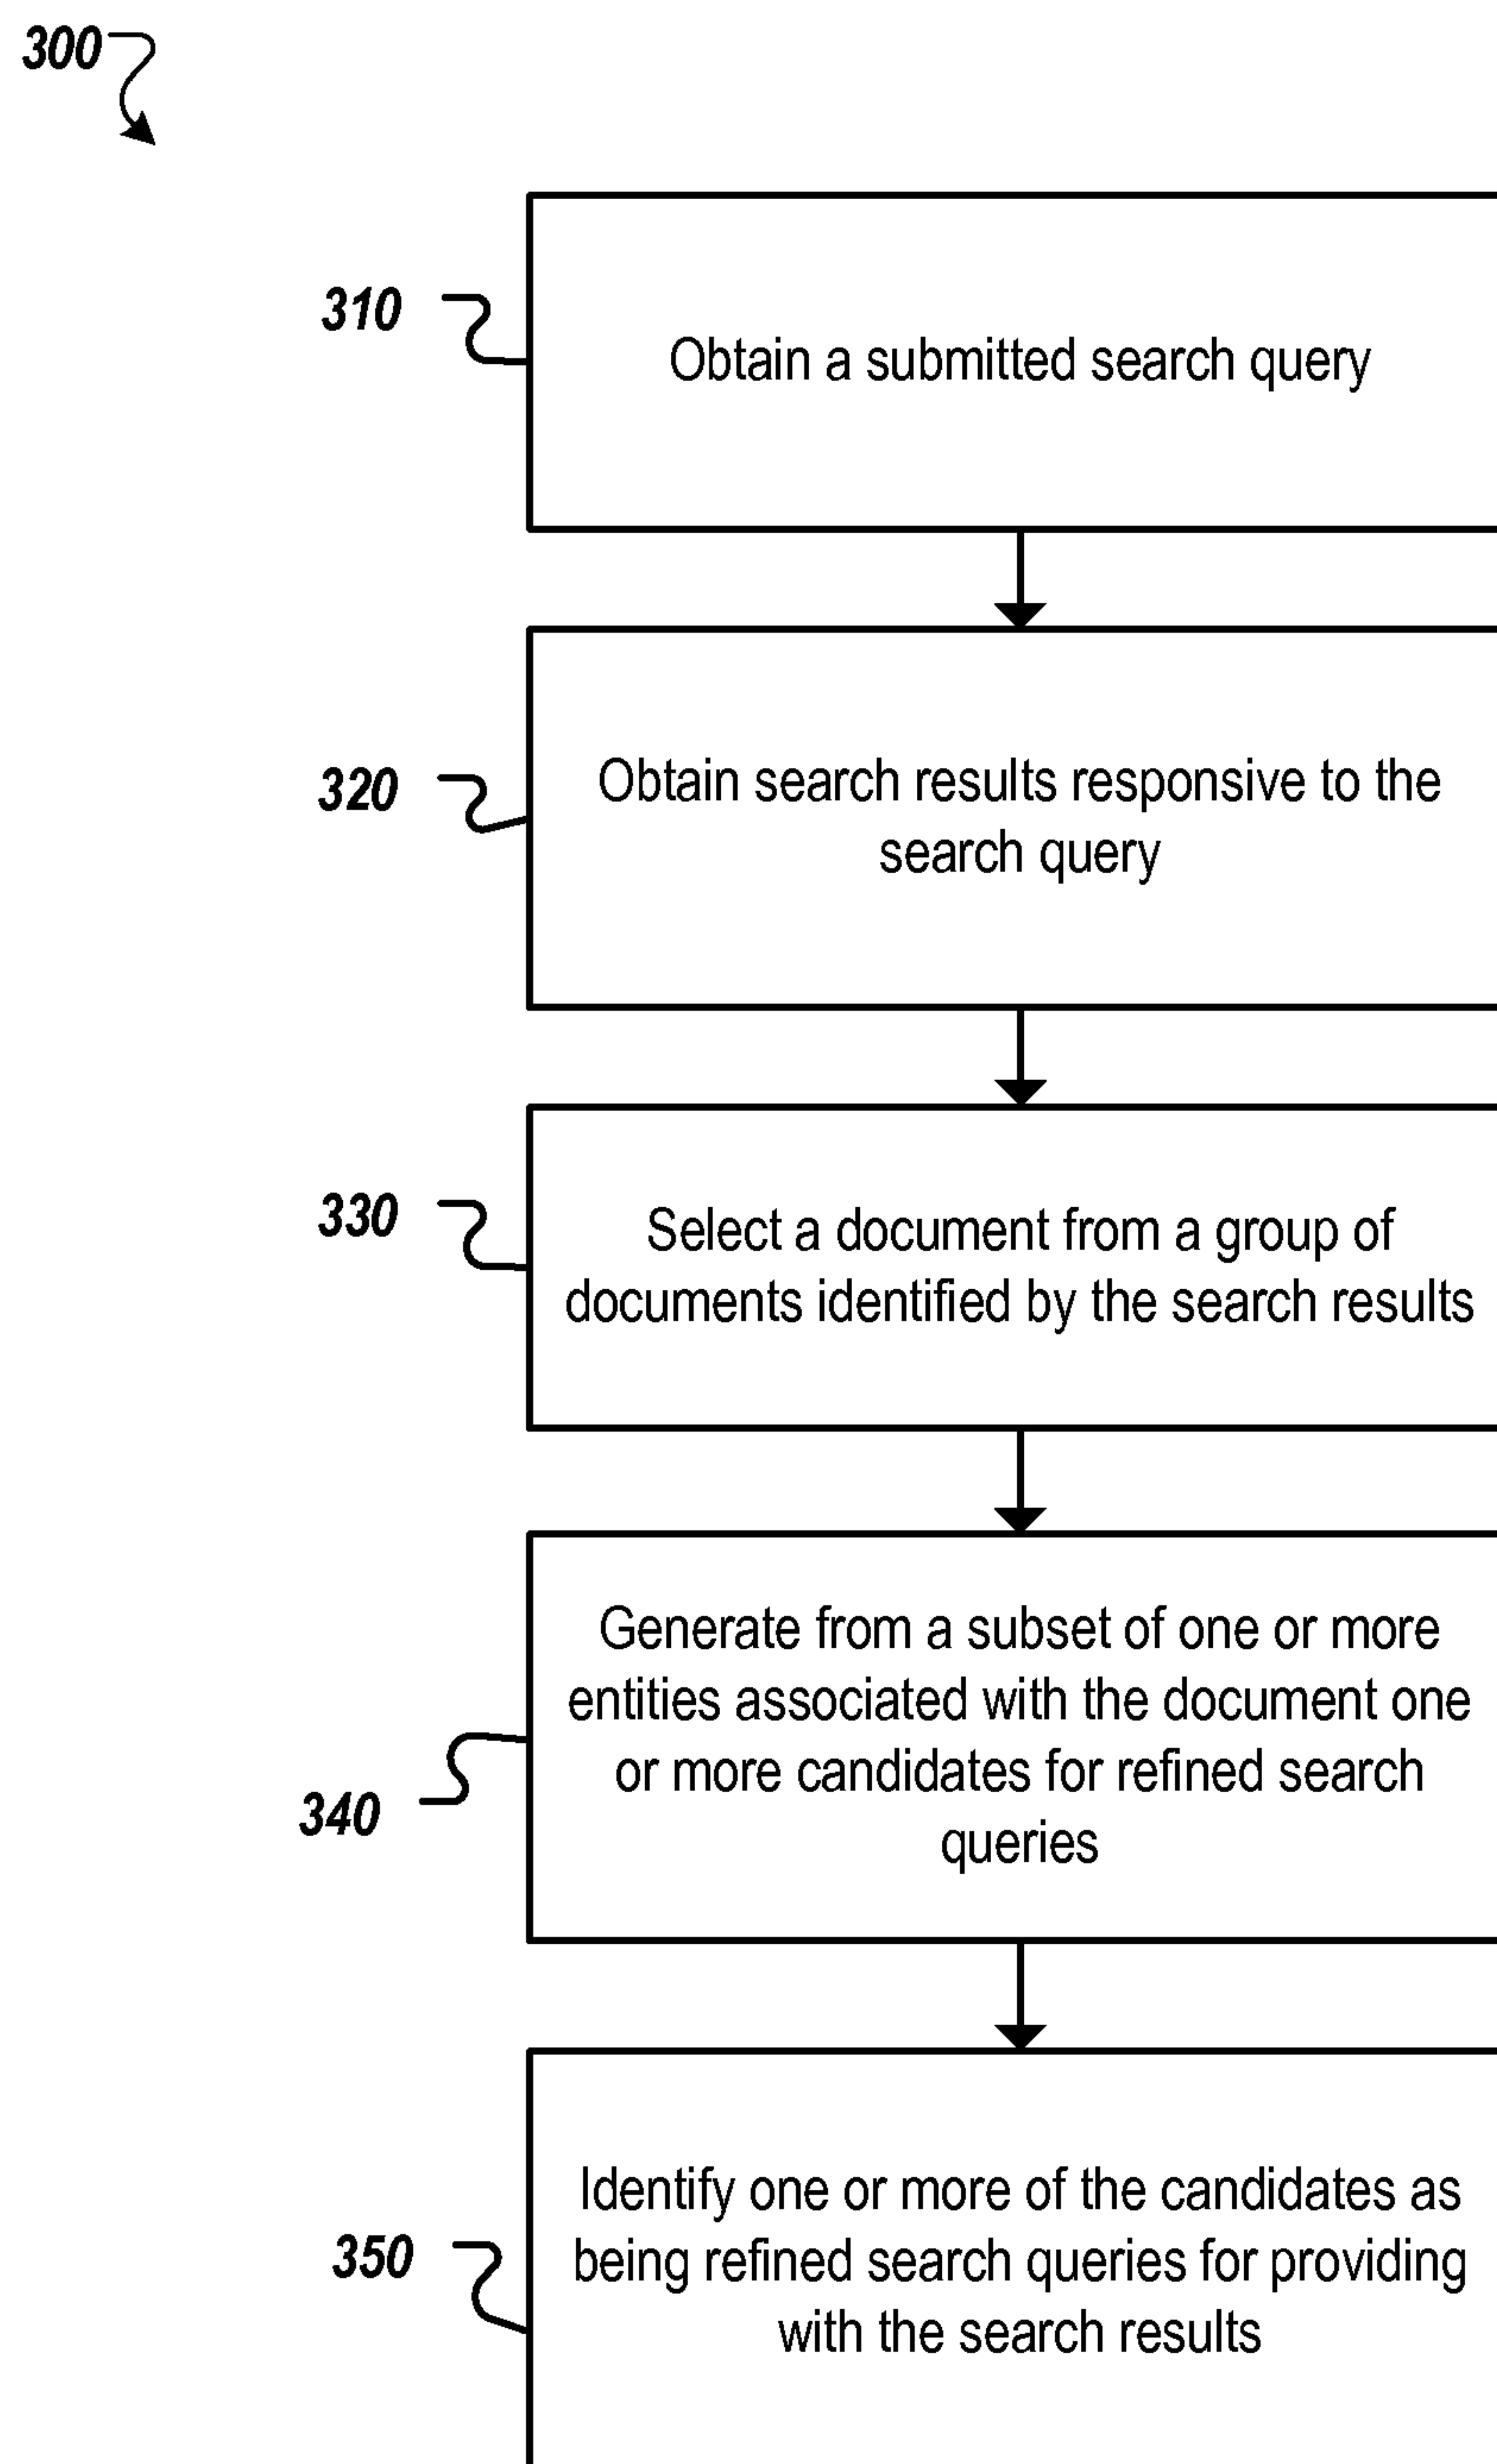 300
310
Obtain a submitted search query
320
Obtain search results responsive to the
search query
330
Select a document from a group of
documents identified by the search results
340
Generate from a subset of one or more
entities associated with the document one
or more candidates for refined search
queries
350
Identify one or more of the candidates as
being refined search queries for providing
with the search results